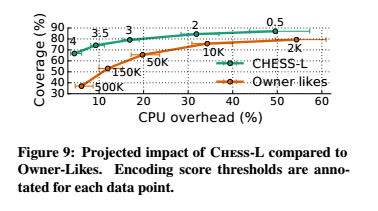 90
80
70
60
50
40
30
Coverage (%)
4
3.5
3
2
0.5
500K
150K
50K
10K
2K
CHESS-L
Owner likes
10 20 30 40 50 60
CPU overhead (%)
Figure 9: Projected impact of CHESS-L compared to
Owner-Likes. Encoding score thresholds are anno-
tated for each data point.